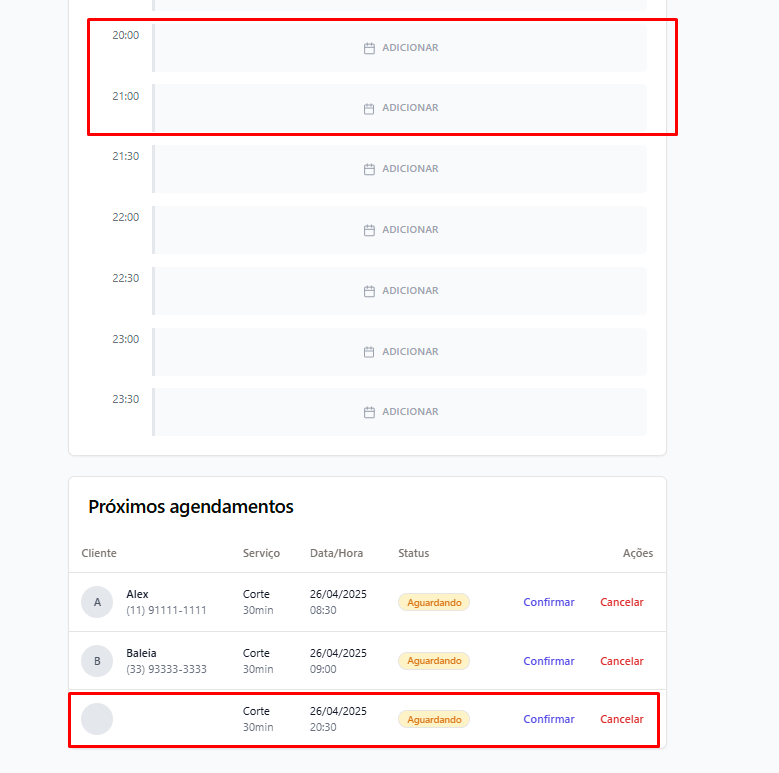 20:00 ADICIONAR
21:00 ADICIONAR
21:30 ADICIONAR
22:00 ADICIONAR
22:30 ADICIONAR
23:00 ADICIONAR
23:30 ADICIONAR
Próximos agendamentos
Cliente Serviço Data/Hora Status Ações
A Alex Corte 26/04/2025 Aguardando Confirmar Cancelar
(11) 91111-1111 30min 08:30
B Baleia Corte 26/04/2025 Aguardando Confirmar Cancelar
(33) 93333-3333 30min 09:00
Corte 26/04/2025 Aguardando Confirmar Cancelar
30min 20:30